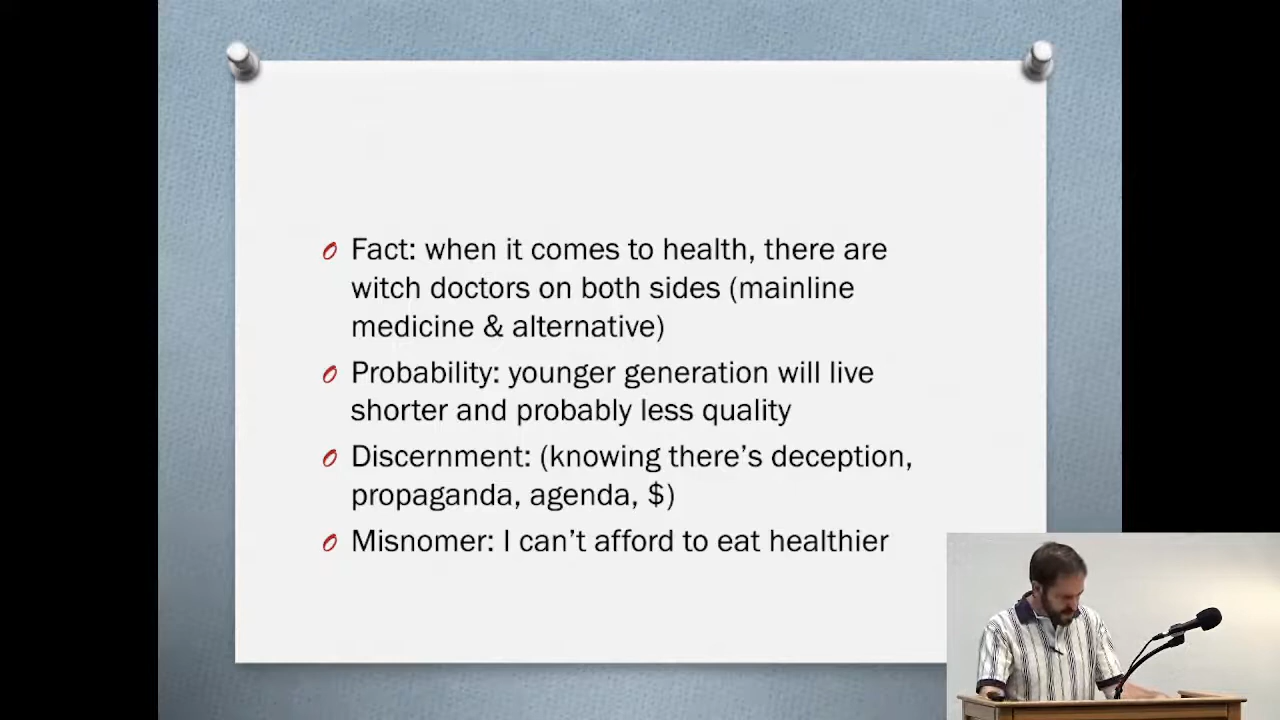 Fact: when it comes to health, there are
witch doctors on both sides (mainline
medicine & alternative)
Probability: younger generation will live
shorter and probably less quality
Discernment: (knowing there’s deception,
propaganda, agenda, $)
Misnomer: I can’t afford to eat healthier